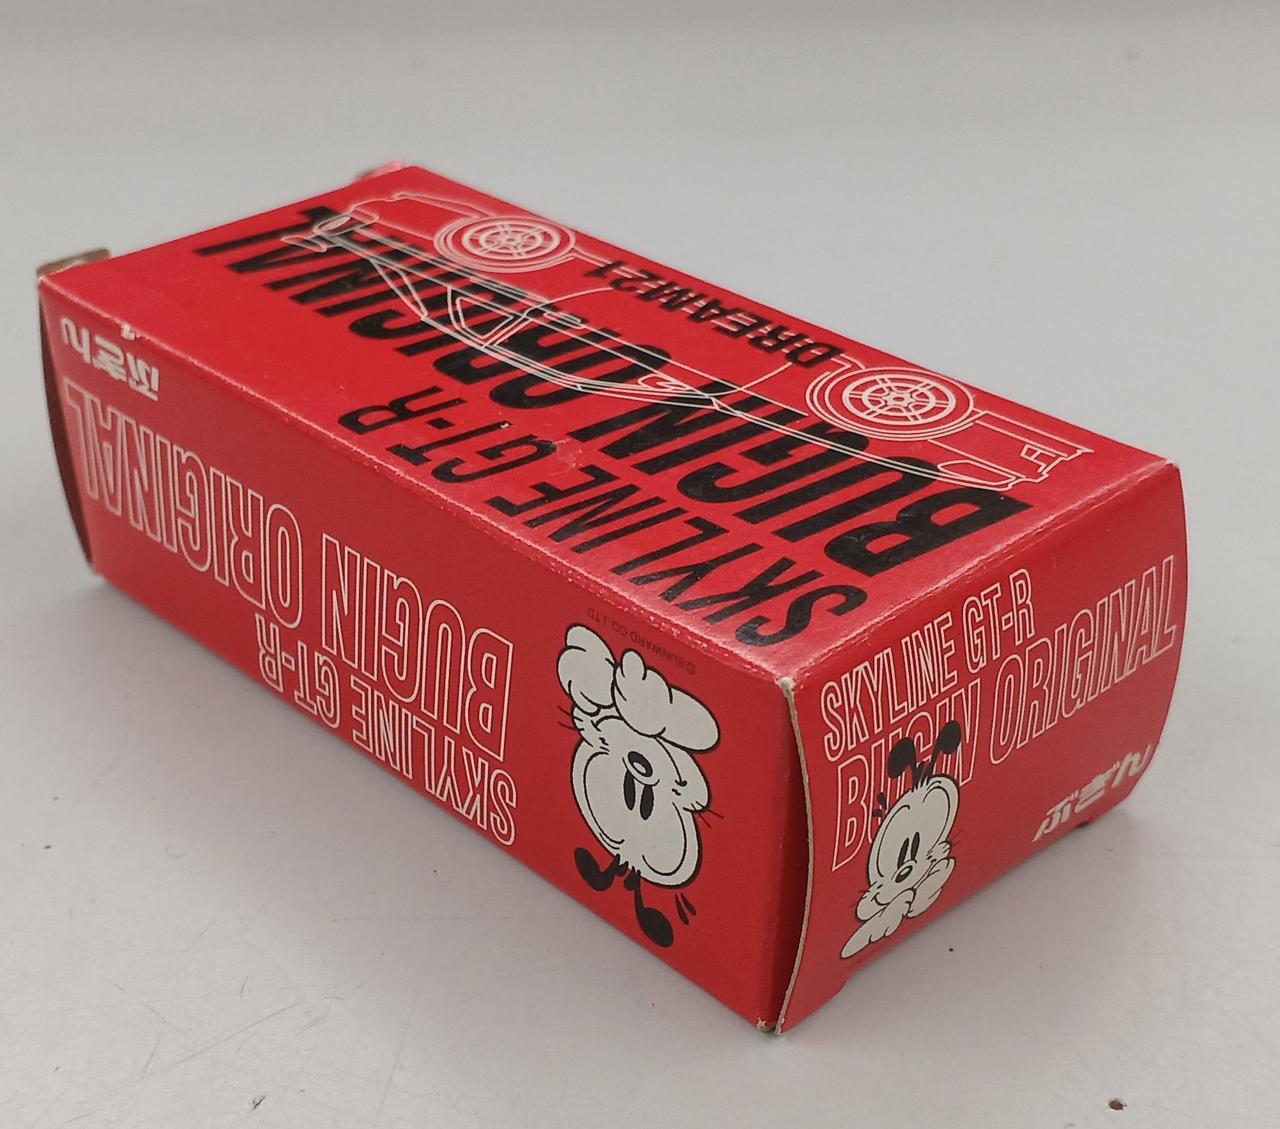 DREAM21
SKYLINE GT-R
BUGIN ORIGINAL
ぶぎん
SKYLINE GT-R
BUGIN ORIGINAL
© SUNWARD CO.,LTD
SKYLINE GT-R
BUGIN ORIGINAL
ぶぎん